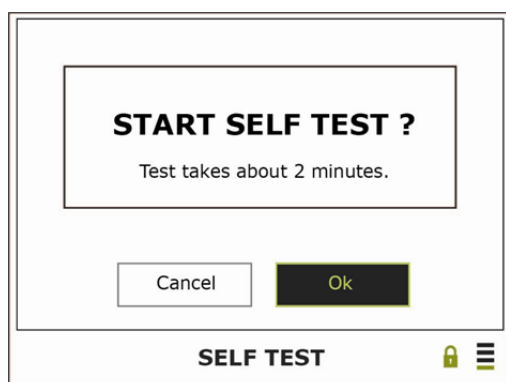 START SELF TEST ?
Test takes about 2 minutes.
Cancel
Ok
SELF TEST